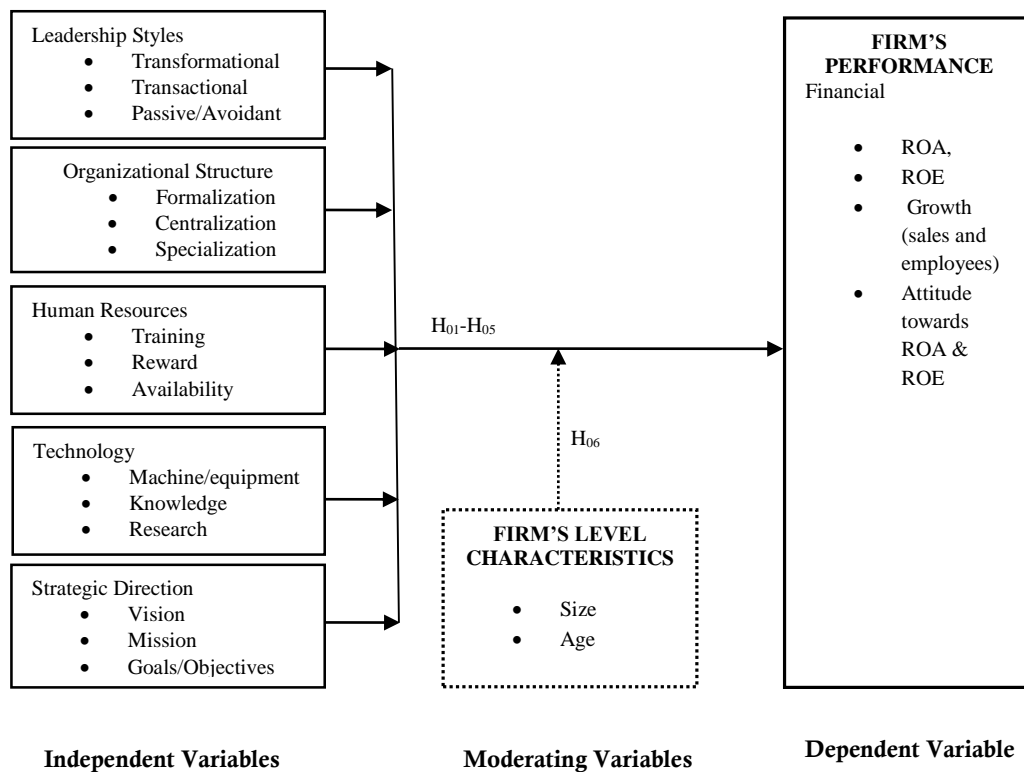 Leadership Styles
• Transformational
• Transactional
• Passive/Avoidant
Organizational Structure
• Formalization
• Centralization
• Specialization
Human Resources
• Training
• Reward
• Availability
Technology
• Machine/equipment
• Knowledge
• Research
Strategic Direction
• Vision
• Mission
• Goals/Objectives
Independent Variables
H01-H05
H06
FIRM'S LEVEL
CHARACTERISTICS
• Size
• Age
Moderating Variables
FIRM'S
PERFORMANCE
Financial
• ROA,
• ROE
• Growth
(sales and
employees)
• Attitude
towards
ROA &
ROE
Dependent Variable